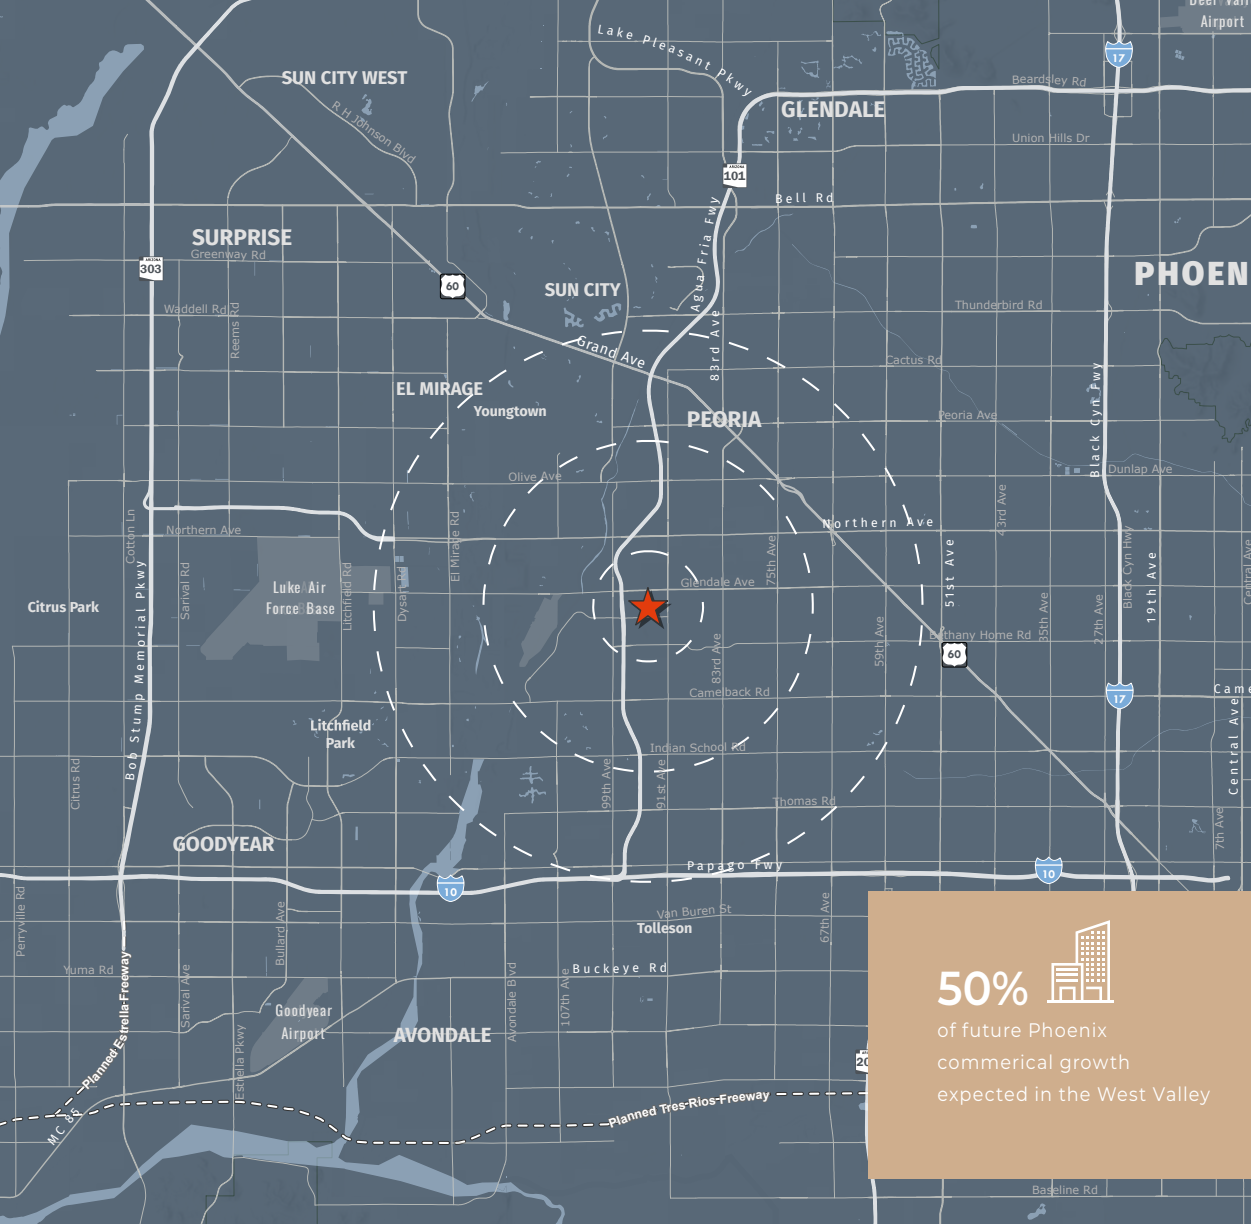 Deer Valley
Airport
Lake Pleasant Pkwy
17
SUN CITY WEST
Beardsley Rd
GLENDALE
R H Johnson Blvd
Union Hills Dr
ARIZONA
101
Bell Rd
Agua Fria Fwy
SURPRISE
Greenway Rd
ARIZONA
303
PHOEN
60
SUN CITY
Waddell Rd
Reems Rd
Thunderbird Rd
83rd Ave
Grand Ave
Cactus Rd
EL MIRAGE
Youngtown
PEORIA
Peoria Ave
Black Cyn Fwy
Olive Ave
Dunlap Ave
43rd Ave
Cotton Ln
Northern Ave
El Mirage Rd
Northern Ave
75th Ave
51st Ave
Black Cyn Hwy
19th Ave
Central Ave
Sarival Rd
Luke Air
Force Base
Litchfield Rd
Dysart Rd
Glendale Ave
Citrus Park
Bob Stump Memorial Pkwy
83rd Ave
59th Ave
Bethany Home Rd
35th Ave
27th Ave
60
Camelback Rd
17
Came
Litchfield
Park
Indian School Rd
Central Ave
Citrus Rd
99th Ave
91st Ave
Thomas Rd
7th Ave
GOODYEAR
Papago Fwy
10
10
Perryville Rd
Bullard Ave
Van Buren St
67th Ave
Tolleson
Yuma Rd
Planned Estrella Freeway
Sarival Ave
Avondale Blvd
107th Ave
Buckeye Rd
Goodyear
Airport
AVONDALE
Estrella Pkwy
20
MC 85
Planned Tres Rios Freeway
50%
of future Phoenix
commerical growth
expected in the West Valley
Baseline Rd